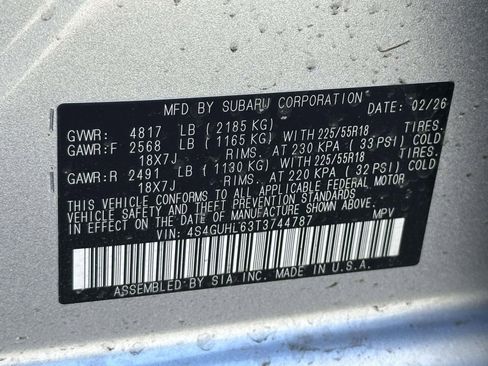 MFD BY SUBARU CORPORATION DATE: 02/26
GVWR: 4817 LB (2185 KG)
GAWR:F 2568 LB (1165 KG) WITH 225/55R18 TIRES.
18X7J RIMS. AT 230 KPA (33 PSI) COLD
GAWR:R 2491 LB (1130 KG) WITH 225/55R18 TIRES.
18X7J RIMS. AT 220 KPA (32 PSI) COLD
THIS VEHICLE CONFORMS TO ALL APPLICABLE FEDERAL MOTOR
VEHICLE SAFETY AND THEFT PREVENTION STANDARDS
IN EFFECT ON THE DATE OF MANUFACTURE SHOWN ABOVE.
VIN: 4S4GUHL63T3744787 MPV
ASSEMBLED BY SIA INC. MADE IN U.S.A.